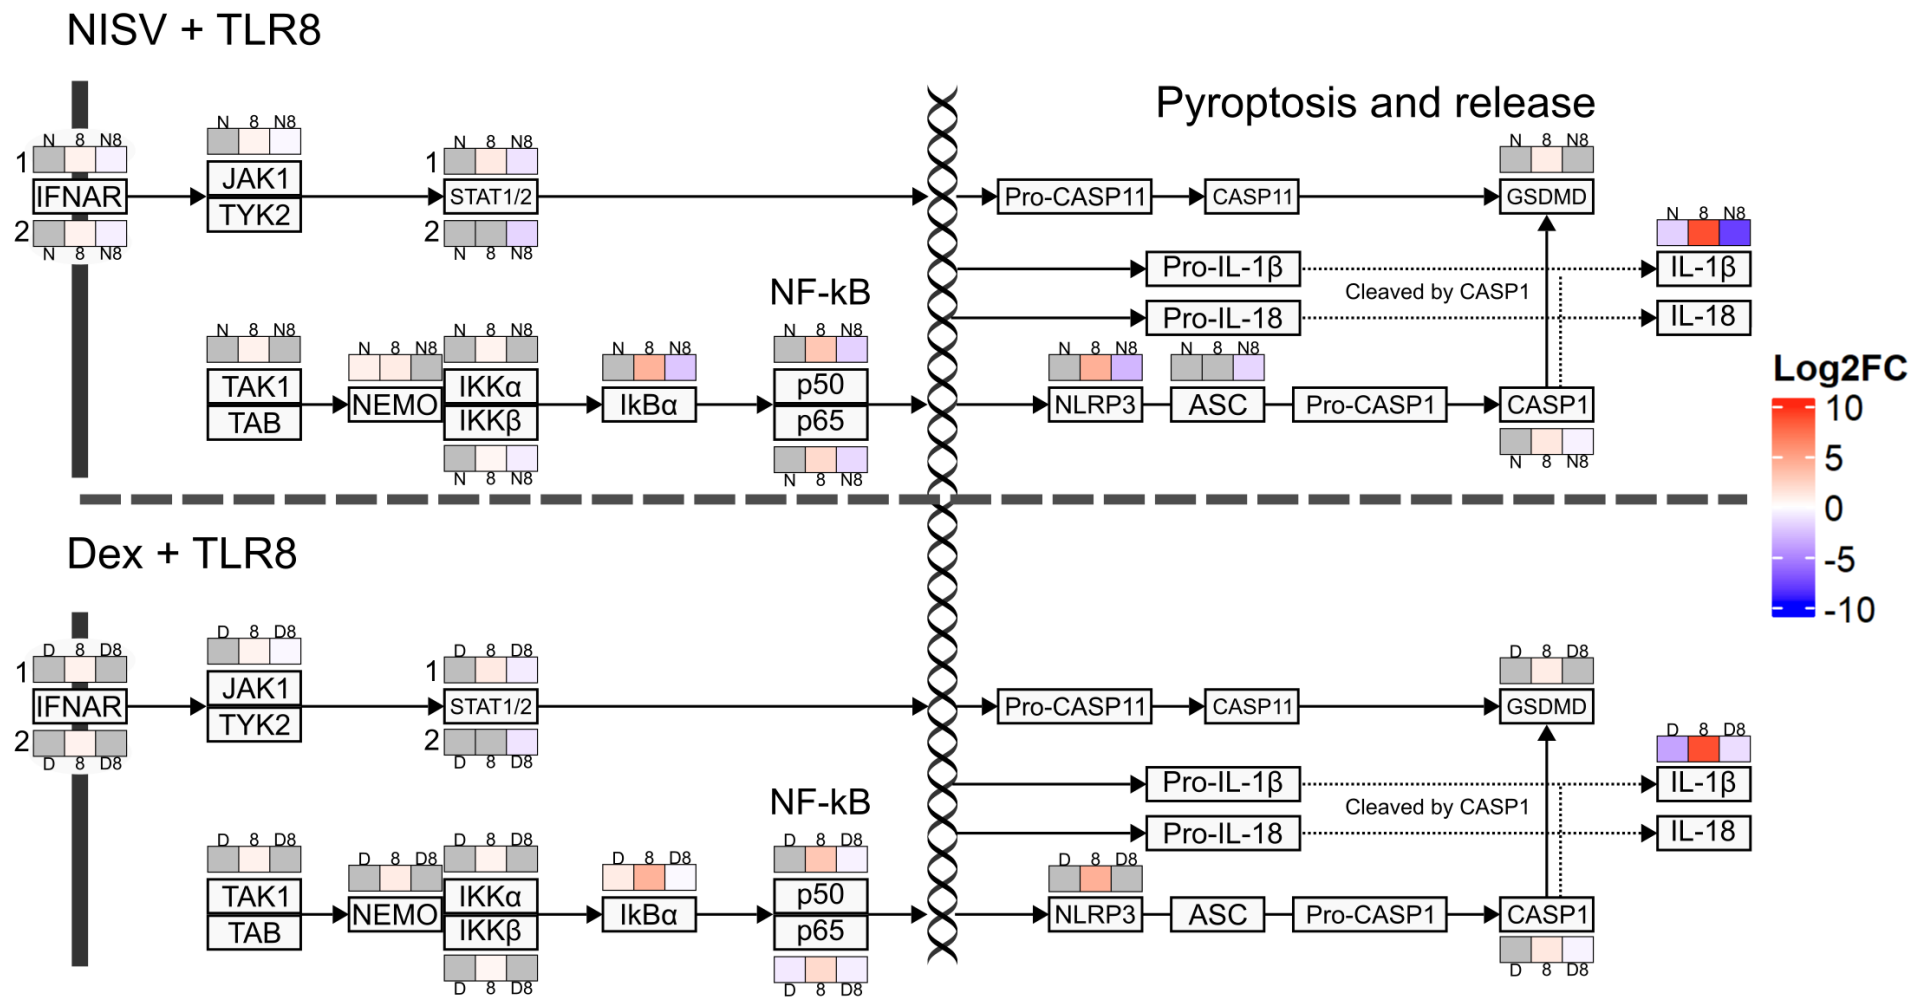 NISV + TLR8
Pyroptosis and release
N 8 N8
1
IFNAR
2
N 8 N8
N 8 N8
JAK1
TYK2
N 8 N8
1
STAT1/2
2
N 8 N8
Pro-CASP11
CASP11
N 8 N8
GSDMD
N 8 N8
Pro-IL-1β
IL-1β
Cleaved by CASP1
Pro-IL-18
IL-18
N 8 N8
TAK1
TAB
N 8 N8
NEMO
N 8 N8
IKKα
IKKβ
N 8 N8
N 8 N8
IkBα
NF-kB
N 8 N8
p50
p65
N 8 N8
N 8 N8
NLRP3
N 8 N8
ASC
Pro-CASP1
CASP1
N 8 N8
Log2FC
10
5
0
-5
-10
Dex + TLR8
D 8 D8
1
IFNAR
2
D 8 D8
D 8 D8
JAK1
TYK2
D 8 D8
1
STAT1/2
2
D 8 D8
Pro-CASP11
CASP11
D 8 D8
GSDMD
D 8 D8
Pro-IL-1β
IL-1β
Cleaved by CASP1
Pro-IL-18
IL-18
D 8 D8
TAK1
TAB
D 8 D8
NEMO
D 8 D8
IKKα
IKKβ
D 8 D8
D 8 D8
IkBα
NF-kB
D 8 D8
p50
p65
D 8 D8
D 8 D8
NLRP3
ASC
Pro-CASP1
CASP1
D 8 D8